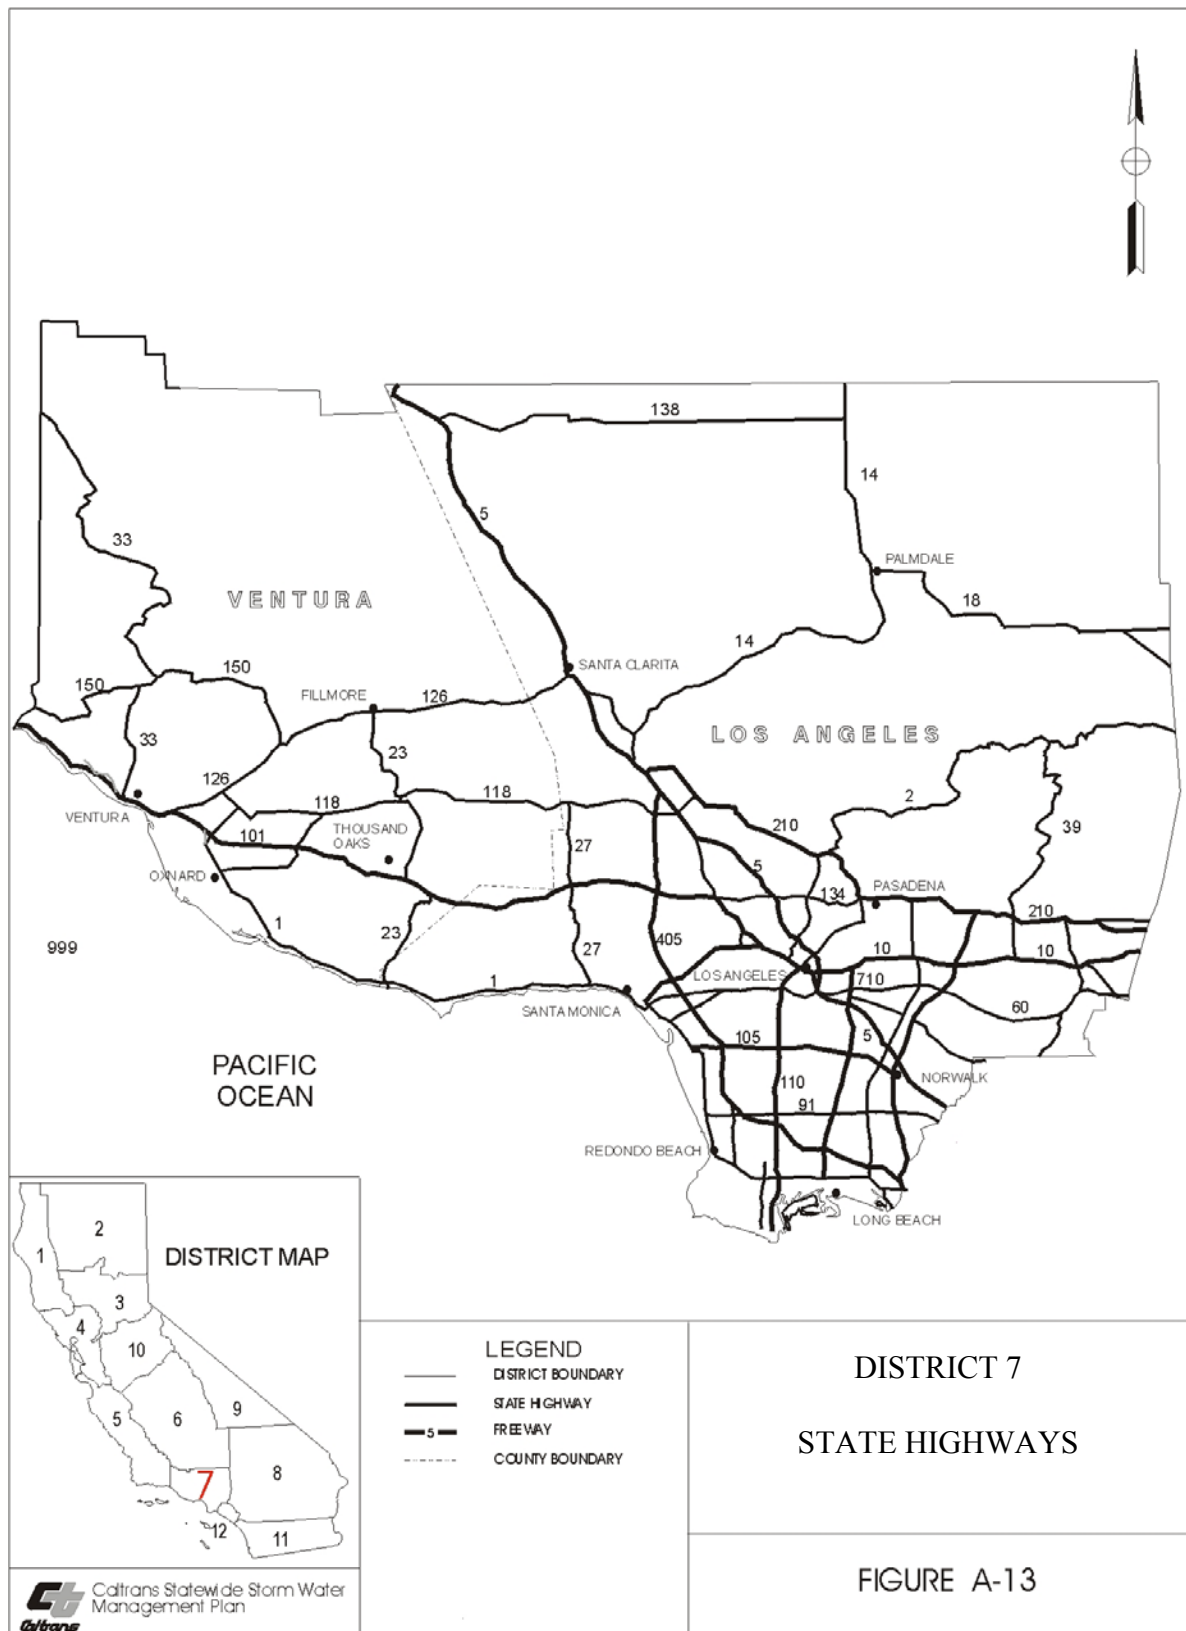 138
14
5
33
PALMDALE
VENTURA
18
14
SANTA CLARITA
150
150
FILLMORE
126
33
LOS ANGELES
23
126
118
118
2
VENTURA
THOUSAND
OAKS
101
27
210
39
5
OXNARD
134
PASADENA
1
23
210
999
27
405
10
10
LOS ANGELES
710
1
SANTA MONICA
60
105
5
PACIFIC
OCEAN
NORWALK
110
91
REDONDO BEACH
LONG BEACH
DISTRICT MAP
1
2
3
4
10
5
6
9
7
8
12
11
LEGEND
DISTRICT BOUNDARY
STATE HIGHWAY
5
FREEWAY
COUNTY BOUNDARY
DISTRICT 7
STATE HIGHWAYS
FIGURE A-13
Caltrans Statewide Storm Water
Management Plan
Caltrans